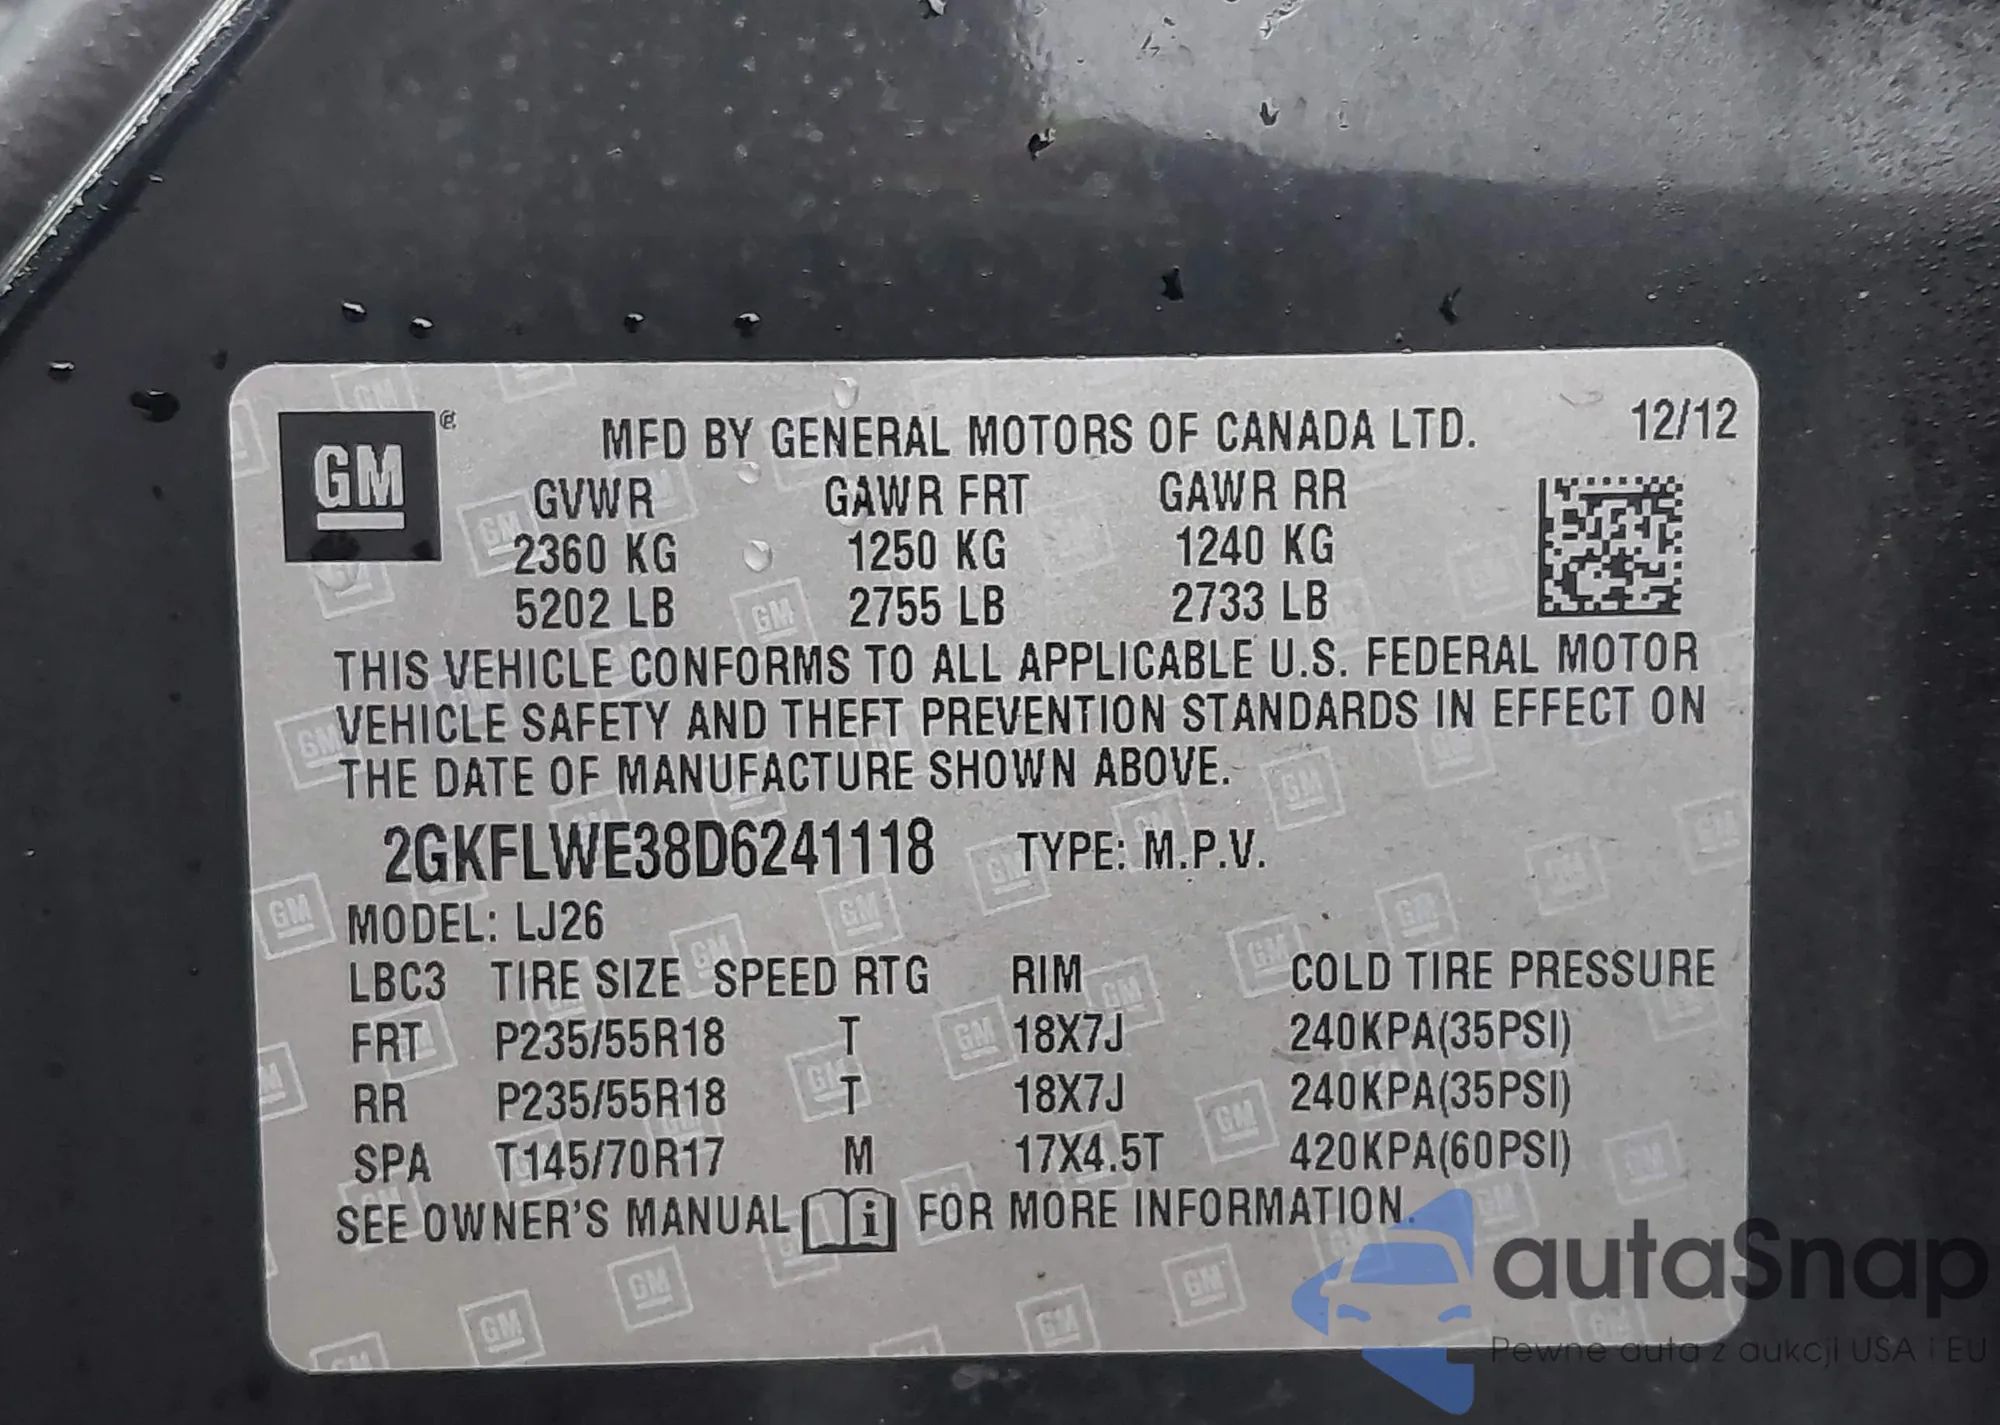 GM ®
MFD BY GENERAL MOTORS OF CANADA LTD. 12/12
GVWR GAWR FRT GAWR RR
2360 KG 1250 KG 1240 KG
5202 LB 2755 LB 2733 LB
THIS VEHICLE CONFORMS TO ALL APPLICABLE U.S. FEDERAL MOTOR
VEHICLE SAFETY AND THEFT PREVENTION STANDARDS IN EFFECT ON
THE DATE OF MANUFACTURE SHOWN ABOVE.
2GKFLWE38D6241118 TYPE: M.P.V.
MODEL: LJ26
LBC3 TIRE SIZE SPEED RTG RIM COLD TIRE PRESSURE
FRT P235/55R18 T 18X7J 240KPA(35PSI)
RR P235/55R18 T 18X7J 240KPA(35PSI)
SPA T145/70R17 M 17X4.5T 420KPA(60PSI)
SEE OWNER'S MANUAL i FOR MORE INFORMATION.
autaSnap
Pewne auta z aukcji USA i EU